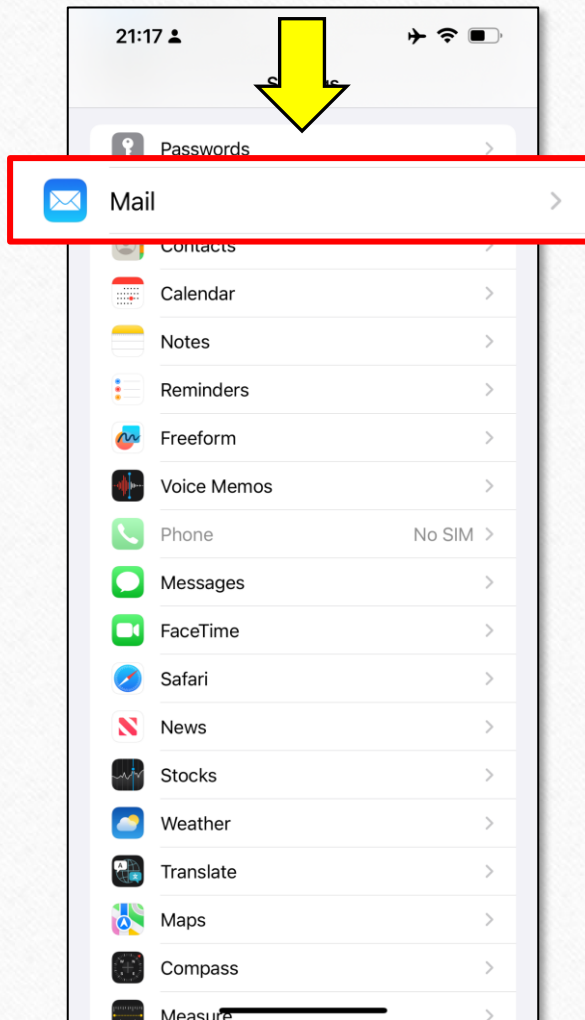 21:17
Passwords
Mail
Contacts
Calendar
Notes
Reminders
Freeform
Voice Memos
Phone No SIM
Messages
FaceTime
Safari
News
Stocks
Weather
Translate
Maps
Compass
Measure